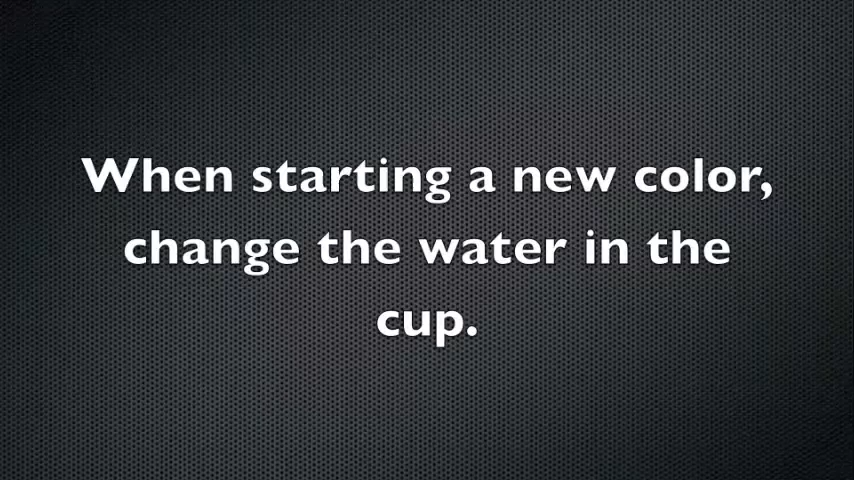 When starting a new color,
change the water in the
cup.